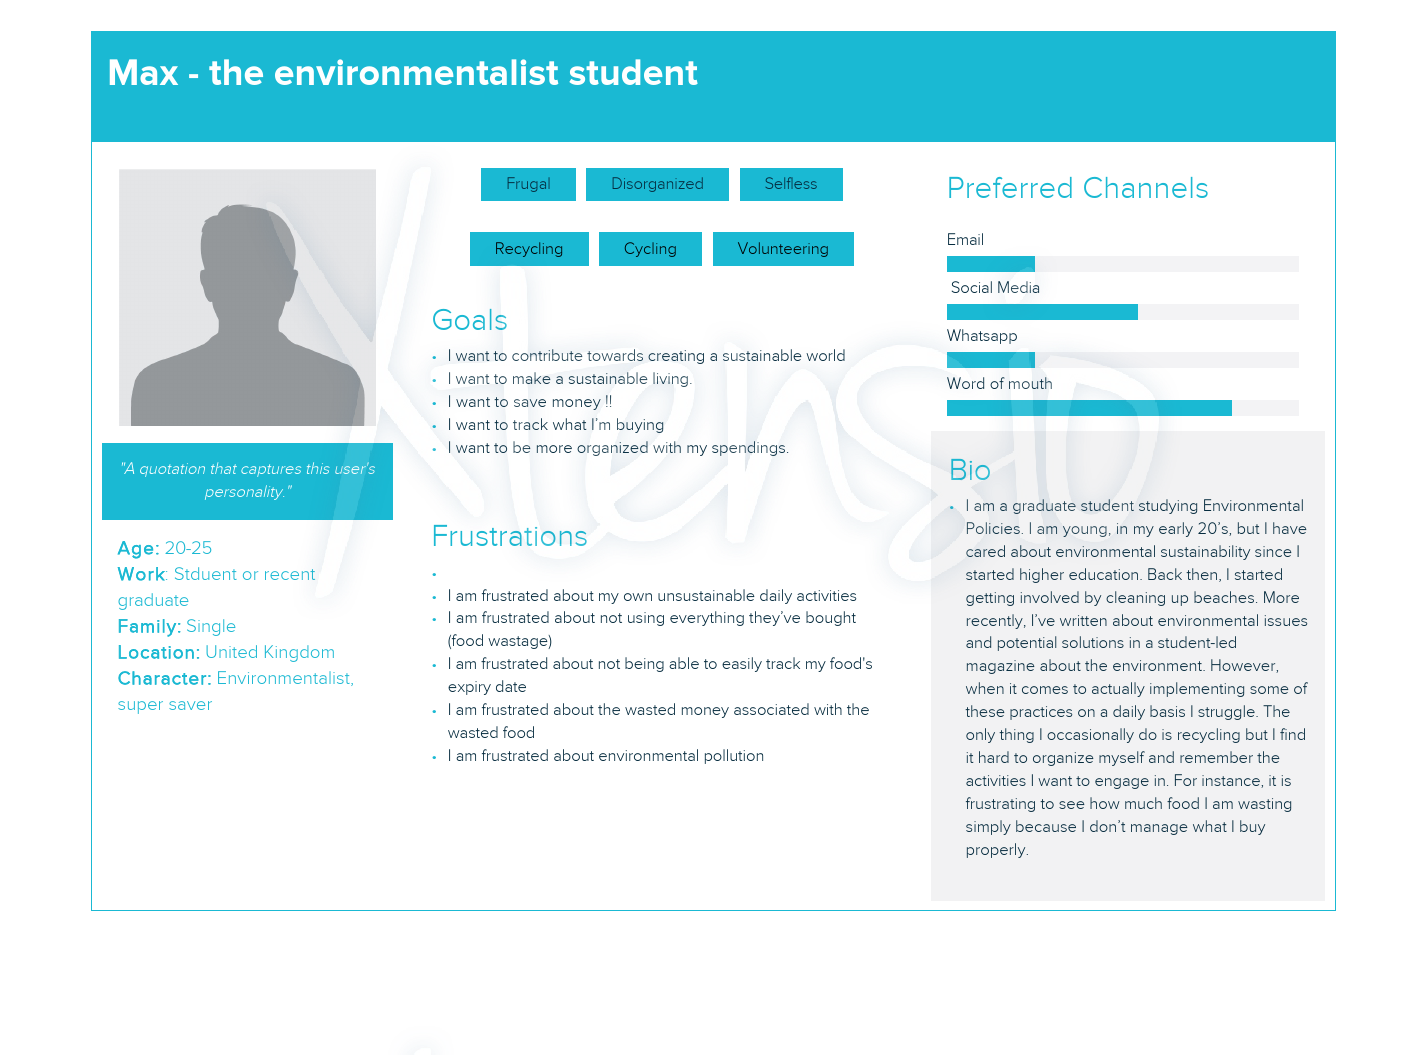 Max - the environmentalist student
"A quotation that captures this user's
personality."
Age: 20-25
Work: Stduent or recent
graduate
Family: Single
Location: United Kingdom
Character: Environmentalist,
super saver
Frugal
Disorganized
Selfless
Recycling
Cycling
Volunteering
Goals
• I want to contribute towards creating a sustainable world
• I want to make a sustainable living.
• I want to save money !!
• I want to track what I’m buying
• I want to be more organized with my spendings.
Frustrations
•
• I am frustrated about my own unsustainable daily activities
• I am frustrated about not using everything they’ve bought
(food wastage)
• I am frustrated about not being able to easily track my food's
expiry date
• I am frustrated about the wasted money associated with the
wasted food
• I am frustrated about environmental pollution
Preferred Channels
Email
Social Media
Whatsapp
Word of mouth
Bio
• I am a graduate student studying Environmental
Policies. I am young, in my early 20’s, but I have
cared about environmental sustainability since I
started higher education. Back then, I started
getting involved by cleaning up beaches. More
recently, I’ve written about environmental issues
and potential solutions in a student-led
magazine about the environment. However,
when it comes to actually implementing some of
these practices on a daily basis I struggle. The
only thing I occasionally do is recycling but I find
it hard to organize myself and remember the
activities I want to engage in. For instance, it is
frustrating to see how much food I am wasting
simply because I don’t manage what I buy
properly.
Xtensio